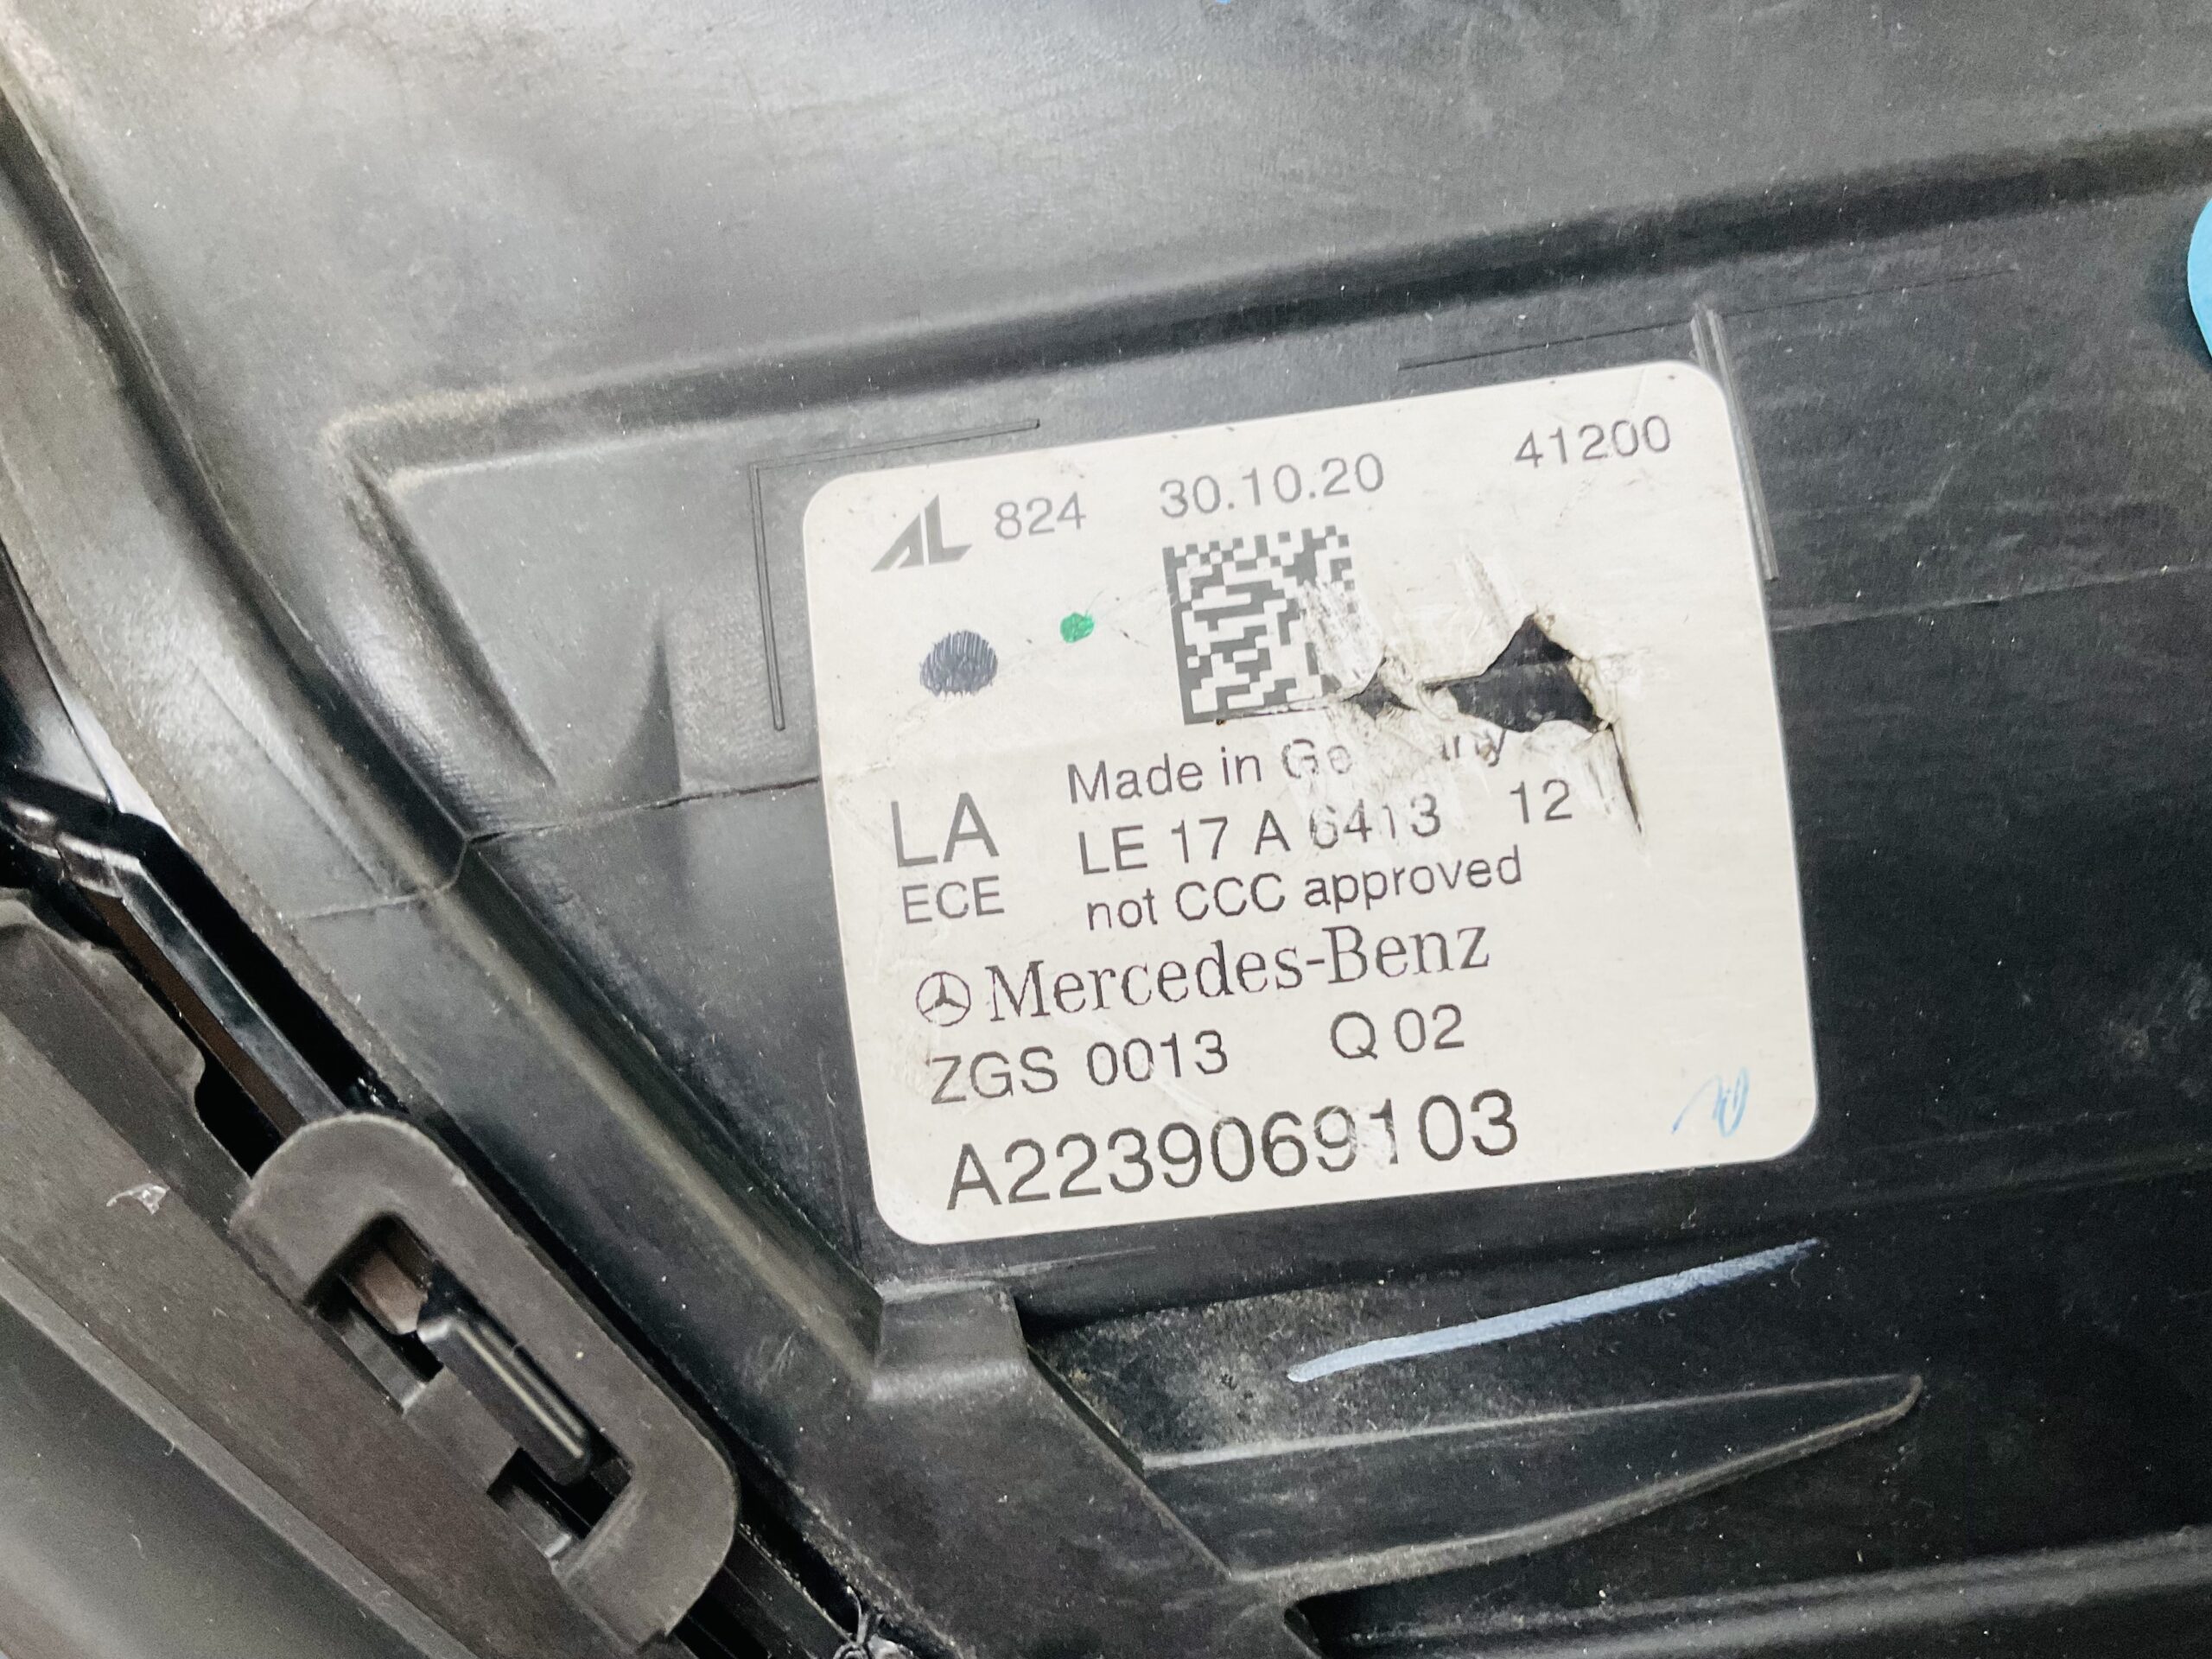 AL 824 30.10.20 41200
Made in
LA LE 17 A 6413 12
ECE not CCC approved
Mercedes-Benz
ZGS 0013 Q 02
A2239069103